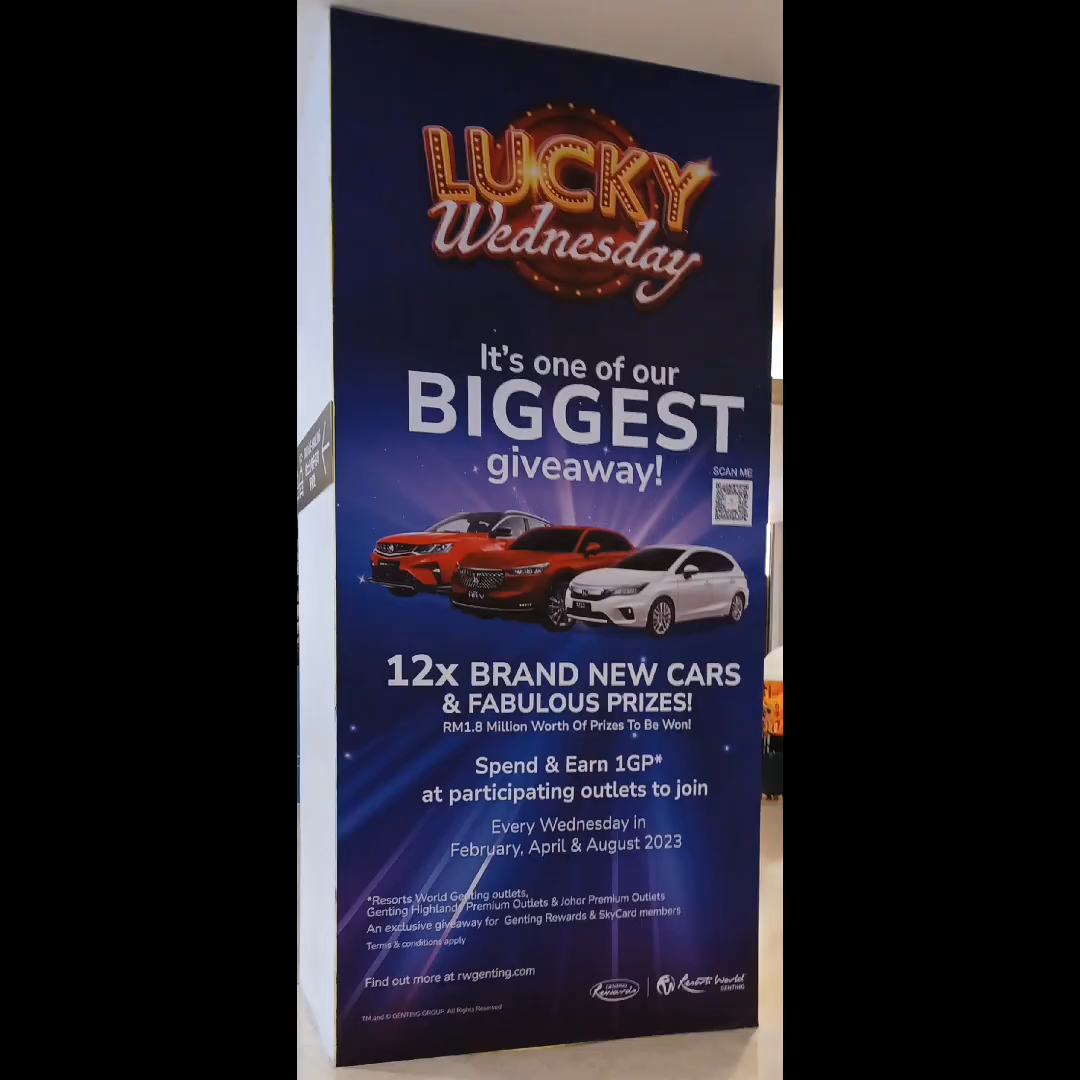 LUCKY
Wednesday
It's one of our
BIGGEST
giveaway!
SCAN ME
12x BRAND NEW CARS
& FABULOUS PRIZES!
RM1.8 Million Worth Of Prizes To Be Won!
Spend & Earn 1GP*
at participating outlets to join
Every Wednesday in
February, April & August 2023
*Resorts World Genting outlets,
Genting Highlands Premium Outlets & Johor Premium Outlets
An exclusive giveaway for Genting Rewards & SkyCard members
Terms & conditions apply
Find out more at rwgenting.com
GENTING
Rewards
Resorts World
GENTING
TM and © GENTING GROUP. All Rights Reserved